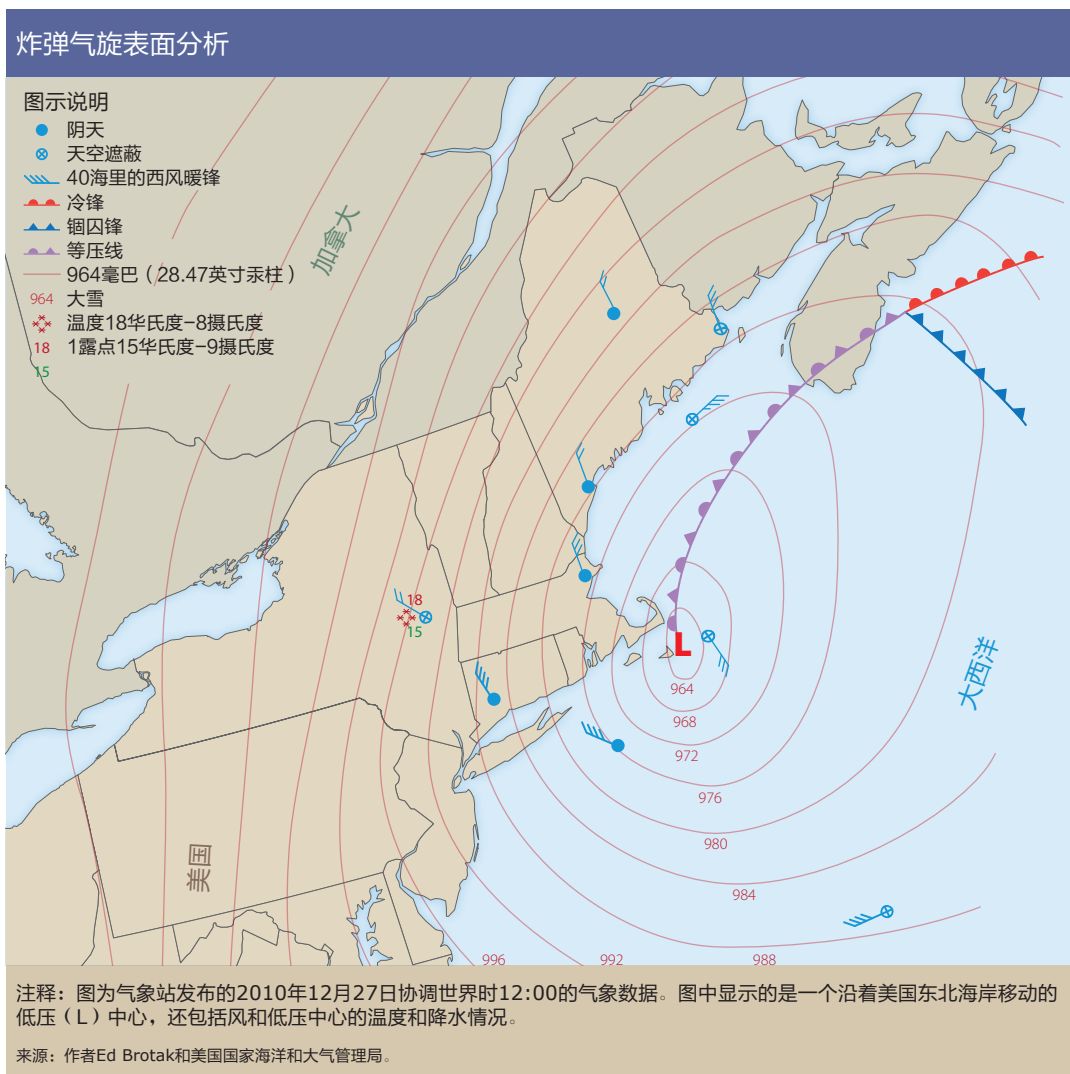 炸弹气旋表面分析
图示说明
阴天
天空遮蔽
40海里的西风暖锋
冷锋
锢囚锋
等压线
964毫巴（28.47英寸汞柱）
964 大雪
温度18华氏度–8摄氏度
18 1露点15华氏度–9摄氏度
15
加拿大
18
15
L
964
968
972
976
980
984
大西洋
美国
996
992
988
注释：图为气象站发布的2010年12月27日协调世界时12:00的气象数据。图中显示的是一个沿着美国东北海岸移动的
低压（L）中心，还包括风和低压中心的温度和降水情况。
来源：作者Ed Brotak和美国国家海洋和大气管理局。